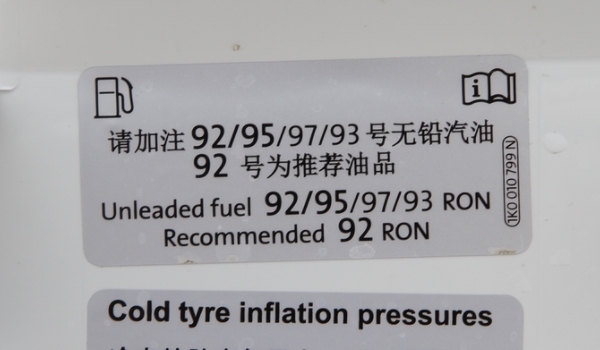 请加注 92/95/97/93 号无铅汽油
92 号为推荐油品
Unleaded fuel 92/95/97/93 RON
Recommended 92 RON
1K0 010 799 N
Cold tyre inflation pressures